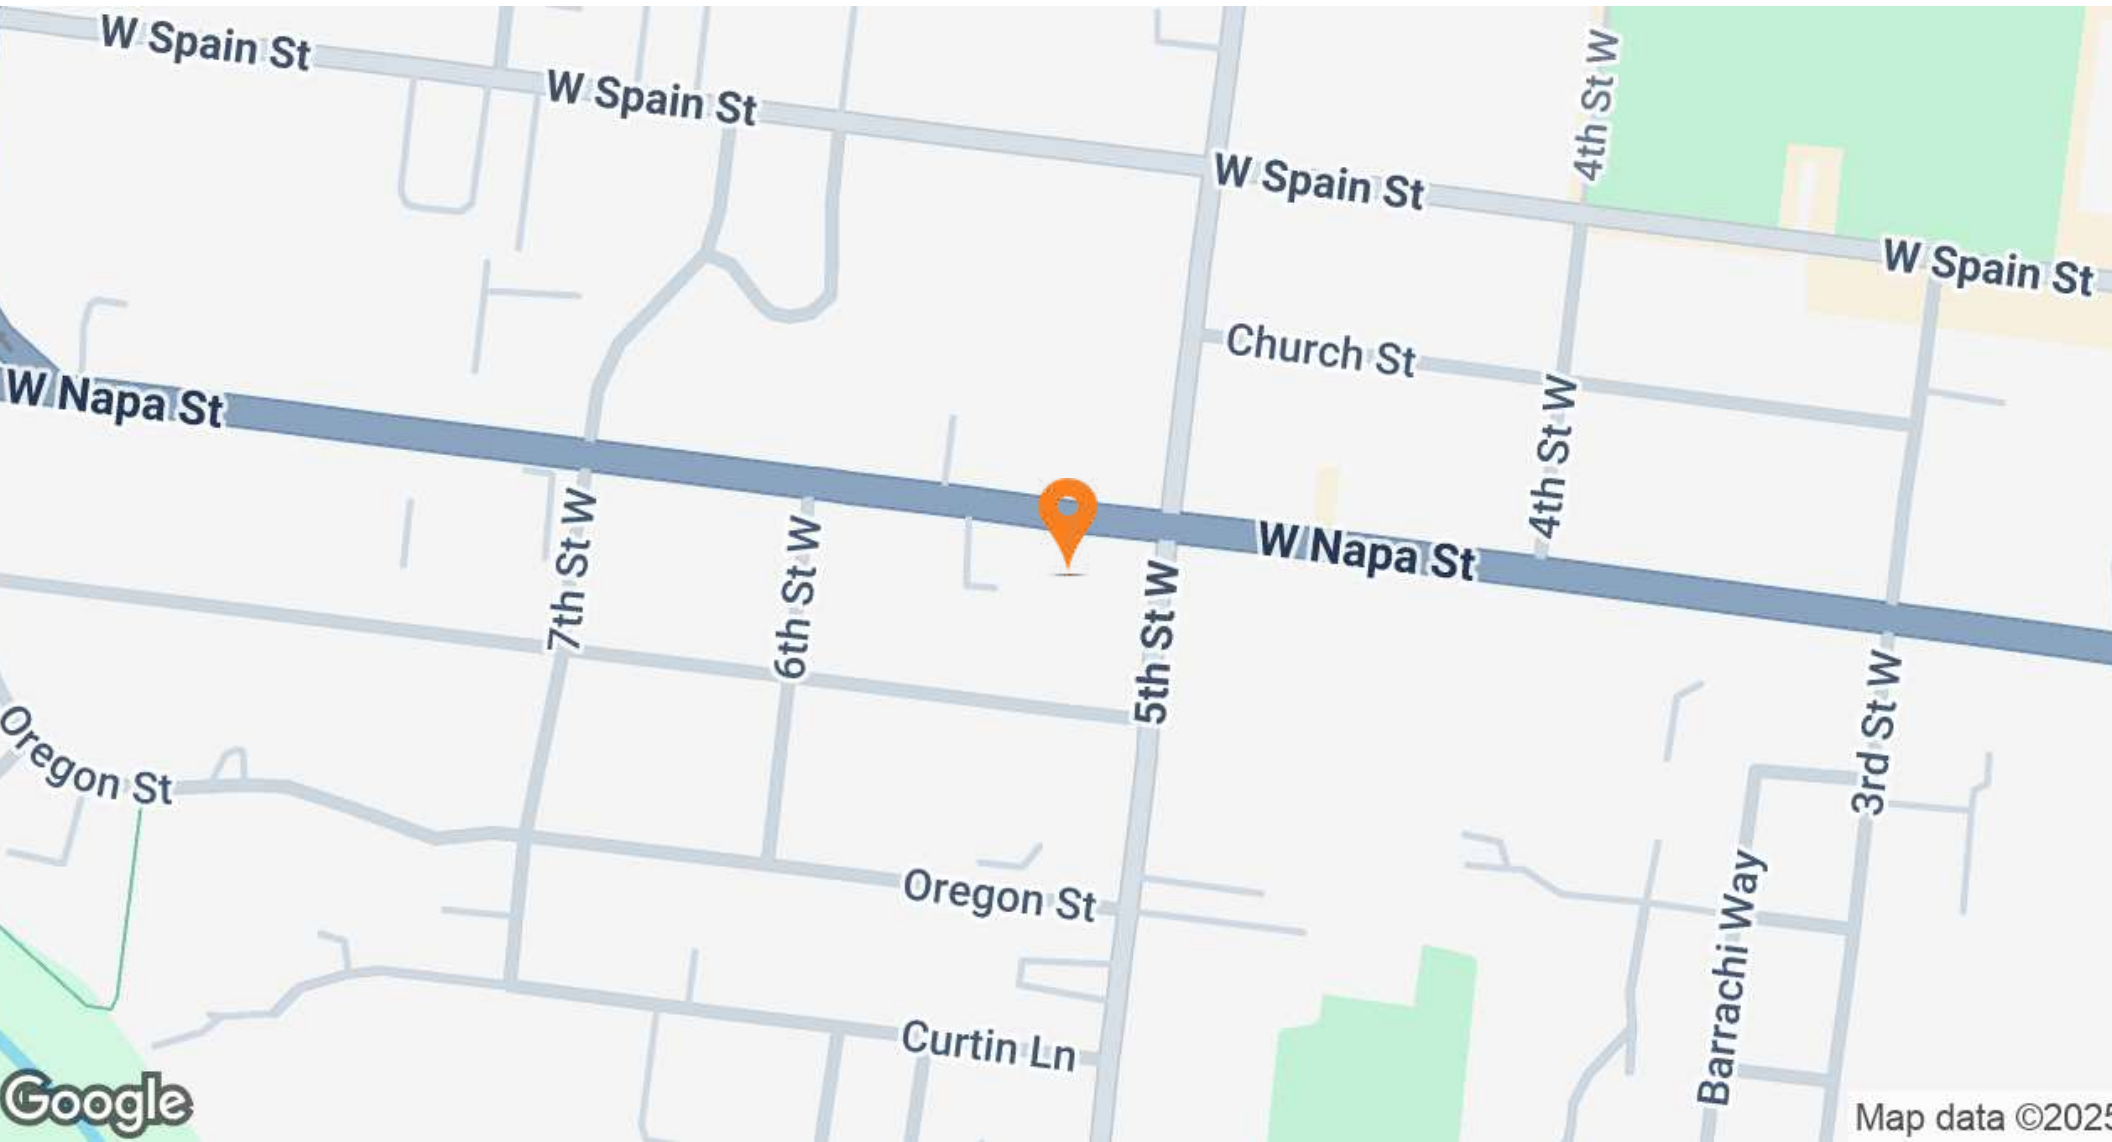 W Spain St
W Spain St
4th St W
W Spain St
W Spain St
Church St
W Napa St
4th St W
W Napa St
7th St W
6th St W
5th St W
3rd St W
Oregon St
Oregon St
Barrachi Way
Curtin Ln
Google
Map data ©2025